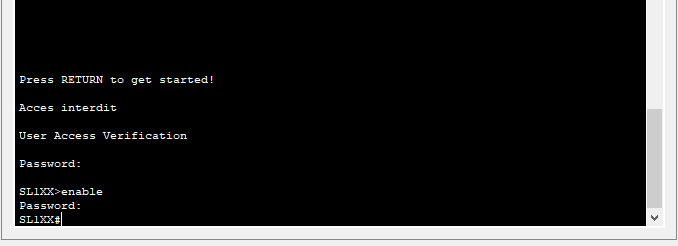 Press RETURN to get started!
Acces interdit
User Access Verification
Password:
SL1XX>enable
Password:
SL1XX#